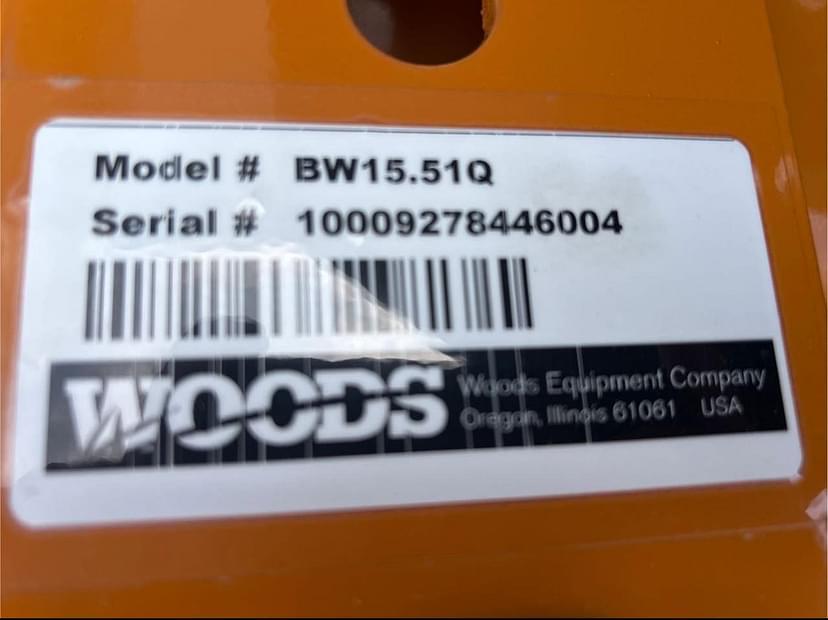 Model # BW15.51Q
Serial # 10009278446004
WOODS
Woods Equipment Company
Oregon, Illinois 61061 USA